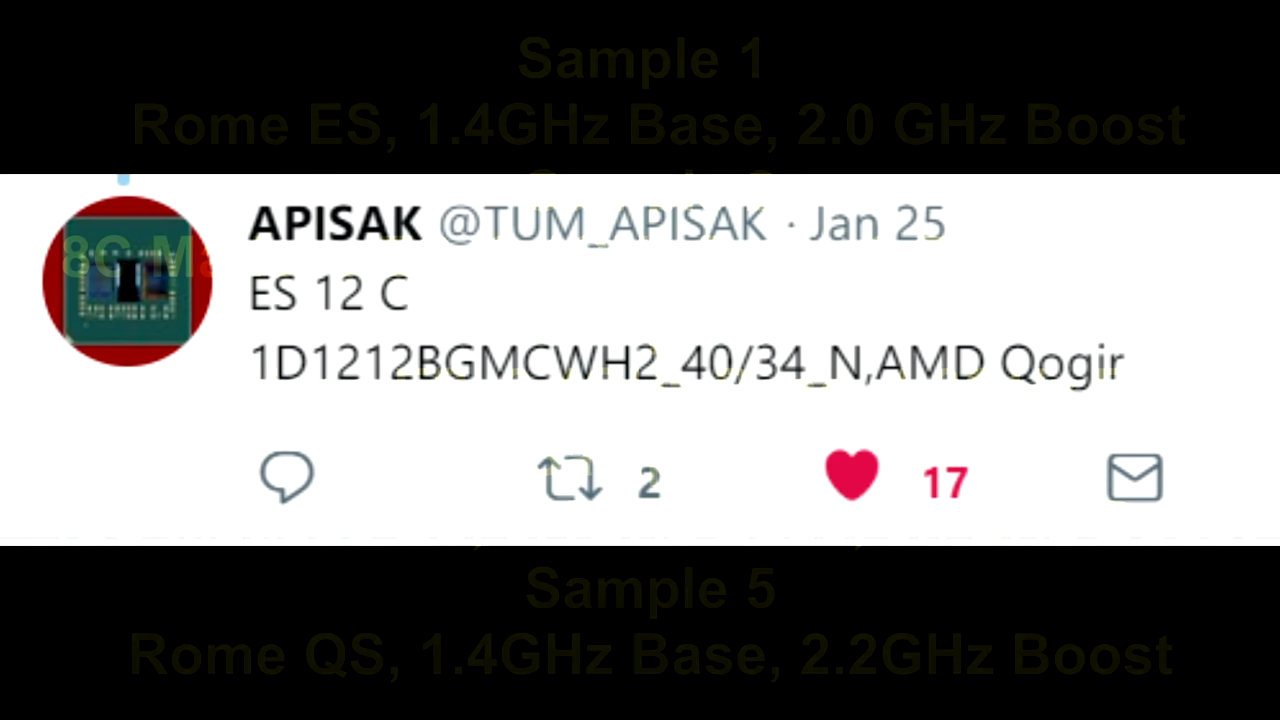 Sample 1
Rome ES, 1.4GHz Base, 2.0 GHz Boost
APISAK @TUM_APISAK · Jan 25
ES 12 C
1D1212BGMCWH2_40/34_N,AMD Qogir
2 17
Sample 5
Rome QS, 1.4GHz Base, 2.2GHz Boost